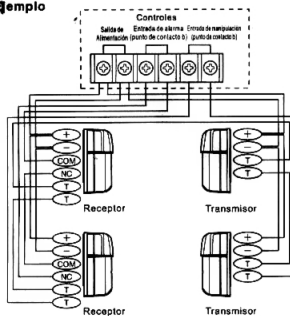 jemplo
Controles
Salida de Entrada de alarma Entrada de manipulación
Alimentación (punto de contacto b) (punto de contacto b)
+ +
- -
COM T
NC T
T
T
Receptor Transmisor
+ +
- -
COM T
NC T
T
T
Receptor Transmisor